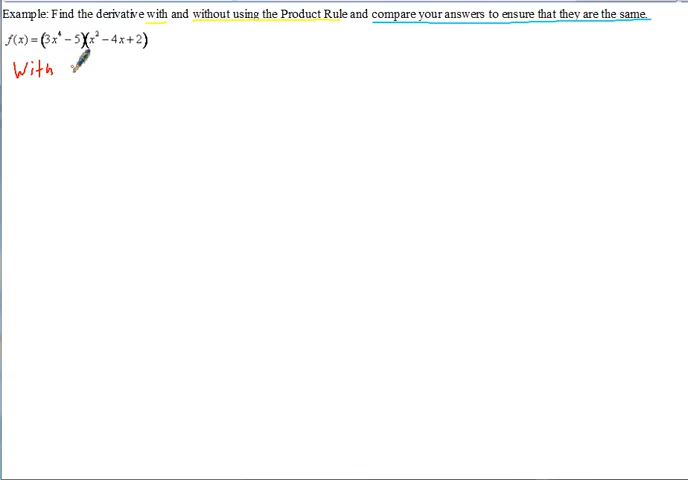 Example: Find the derivative with and without using the Product Rule and compare your answers to ensure that they are the same.
f(x) = (3x⁴ − 5)(x² − 4x + 2)
With